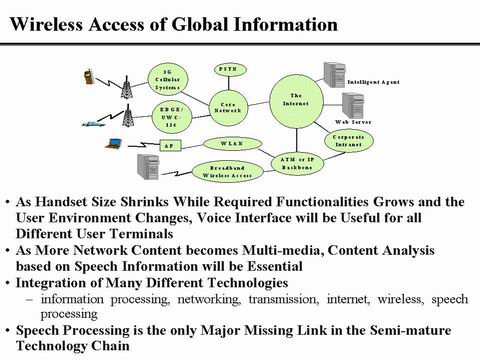 Wireless Access of Global Information
3G
Cellular
Systems
PSTN
The
Internet
Intelligent Agent
EDGE/
UWC-
136
Core
Network
Web Server
AP
WLAN
Corporate
Intranet
Broadband
Wireless Access
ATM or IP
Backbone
• As Handset Size Shrinks While Required Functionalities Grows and the
User Environment Changes, Voice Interface will be Useful for all
Different User Terminals
• As More Network Content becomes Multi-media, Content Analysis
based on Speech Information will be Essential
• Integration of Many Different Technologies
– information processing, networking, transmission, internet, wireless, speech
processing
• Speech Processing is the only Major Missing Link in the Semi-mature
Technology Chain